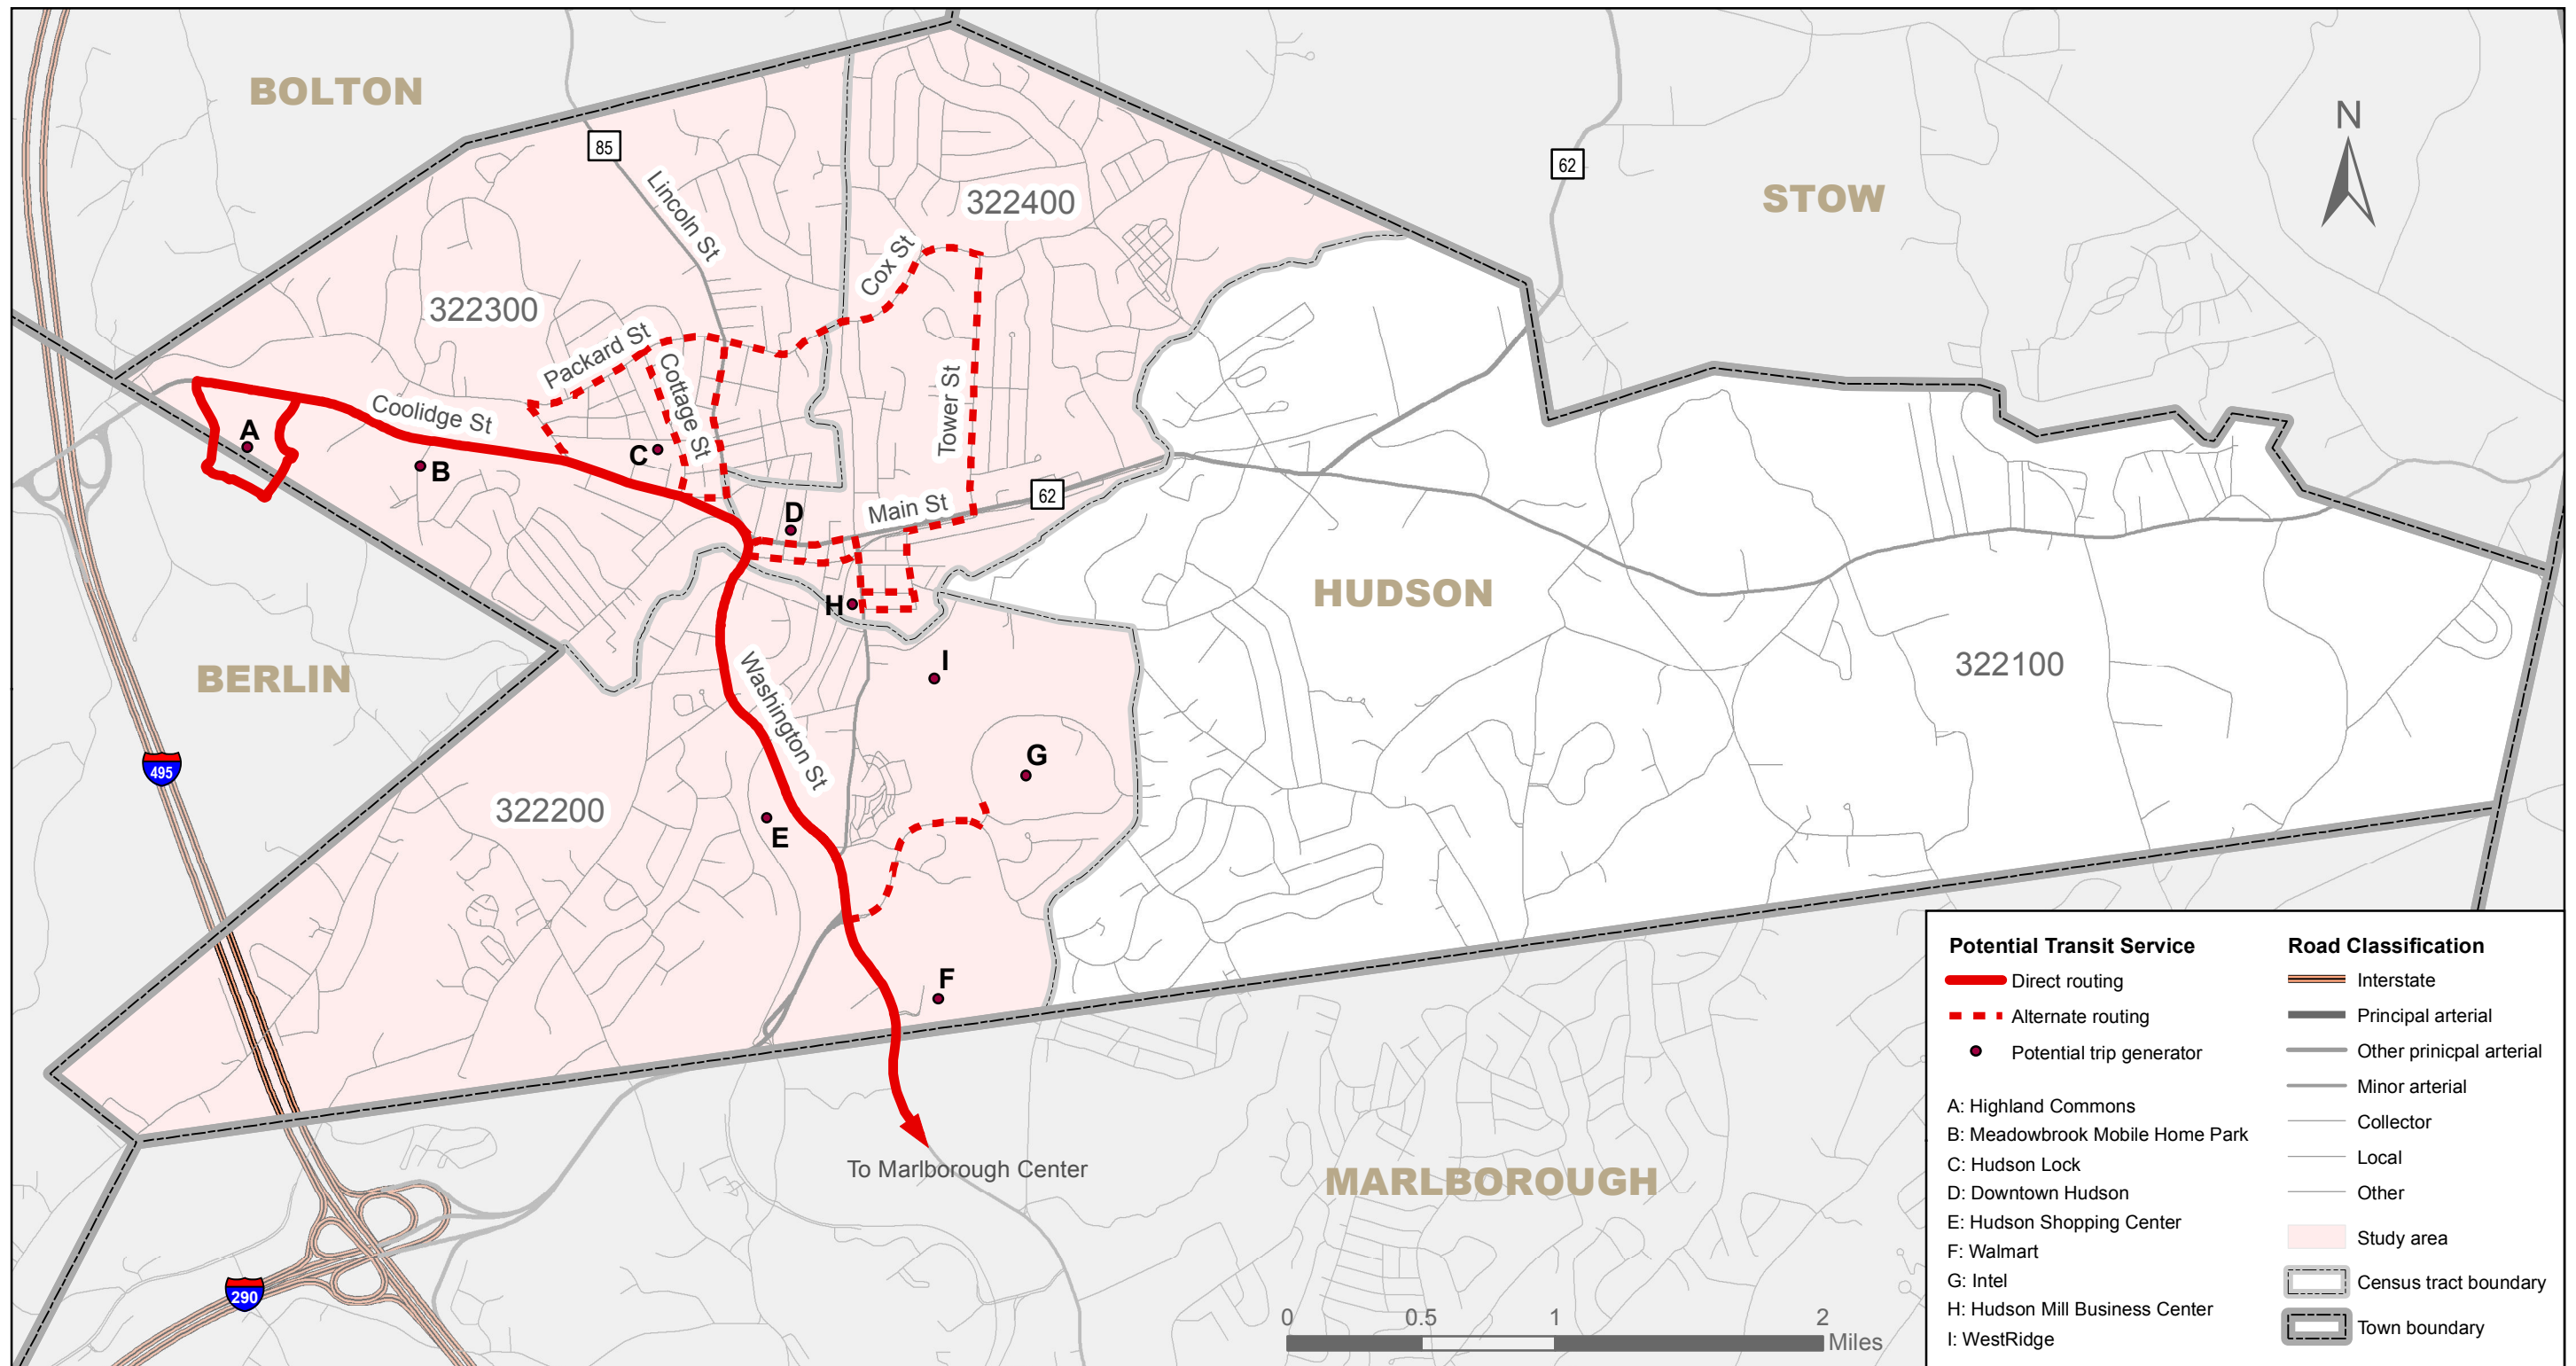 BOLTON
85
Lincoln St
62
STOW
N
322400
Cox St
322300
Packard St
Cottage St
Coolidge St
Tower St
A
B
C
D
Main St
62
HUDSON
H
BERLIN
I
322100
Washington St
G
495
322200
E
F
To Marlborough Center
MARLBOROUGH
290
0 0.5 1 2
Miles
Potential Transit Service
Direct routing
Alternate routing
Potential trip generator
A: Highland Commons
B: Meadowbrook Mobile Home Park
C: Hudson Lock
D: Downtown Hudson
E: Hudson Shopping Center
F: Walmart
G: Intel
H: Hudson Mill Business Center
I: WestRidge
Road Classification
Interstate
Principal arterial
Other prinicpal arterial
Minor arterial
Collector
Local
Other
Study area
Census tract boundary
Town boundary